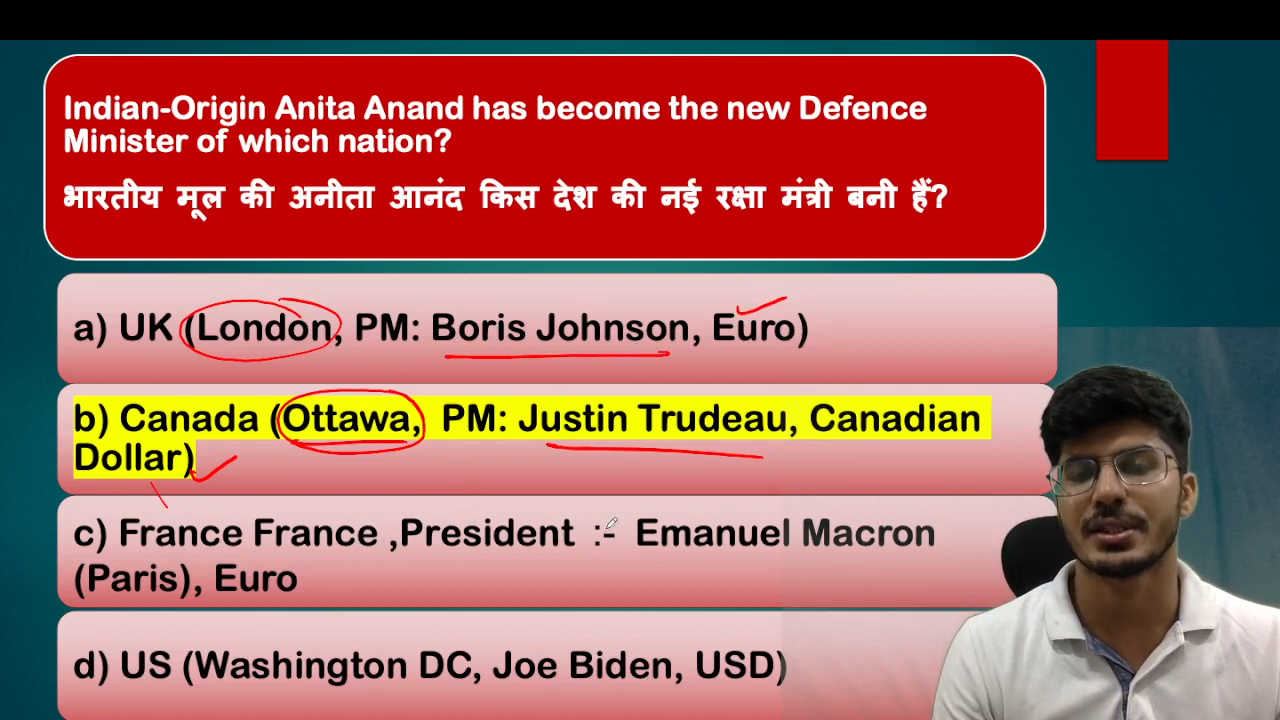 Indian-Origin Anita Anand has become the new Defence
Minister of which nation?
भारतीय मूल की अनीता आनंद किस देश की नई रक्षा मंत्री बनी हैं?
a) UK (London, PM: Boris Johnson, Euro)
b) Canada (Ottawa, PM: Justin Trudeau, Canadian
Dollar)
c) France France ,President :- Emanuel Macron
(Paris), Euro
d) US (Washington DC, Joe Biden, USD)